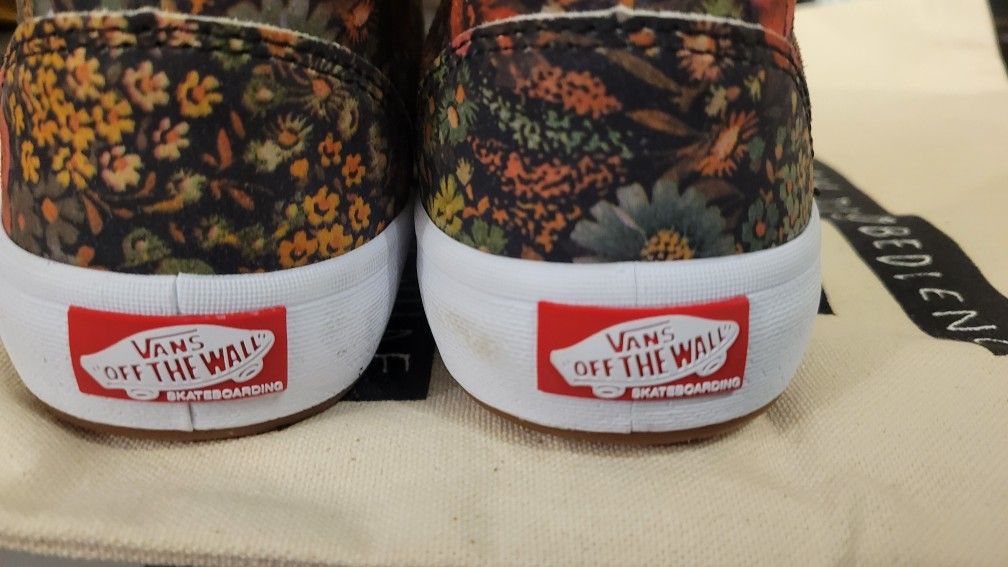 VANS
"OFF THE WALL"
SKATEBOARDING
VANS
"OFF THE WALL"
SKATEBOARDING